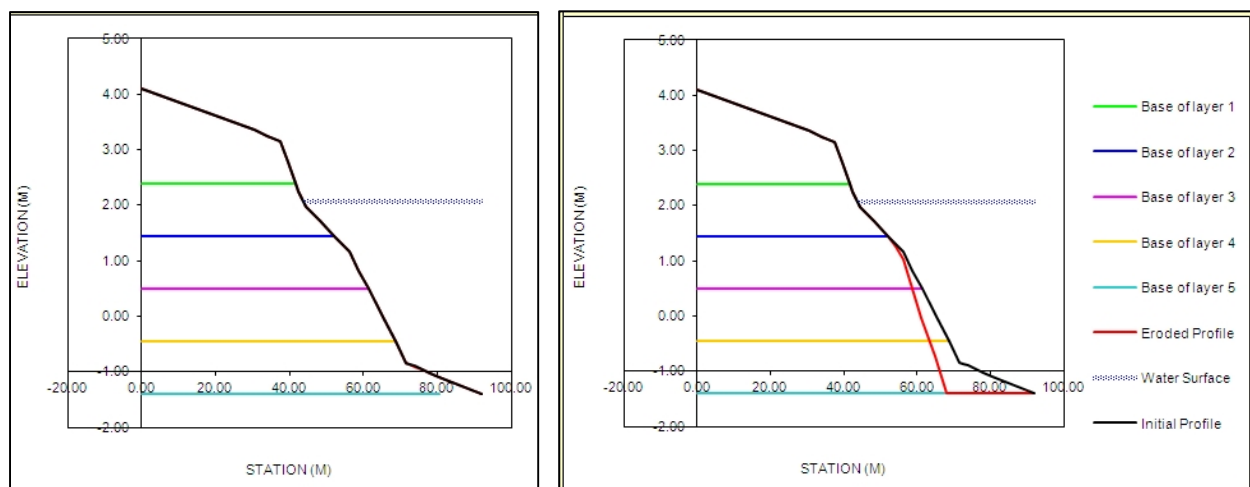 5.00
4.00
3.00
2.00
1.00
0.00
-1.00
-2.00
-20.00 0.00 20.00 40.00 60.00 80.00 100.00
ELEVATION (M)
STATION (M)
5.00
4.00
3.00
2.00
1.00
0.00
-1.00
-2.00
-20.00 0.00 20.00 40.00 60.00 80.00 100.00
ELEVATION (M)
STATION (M)
Base of layer 1
Base of layer 2
Base of layer 3
Base of layer 4
Base of layer 5
Eroded Profile
Water Surface
Initial Profile